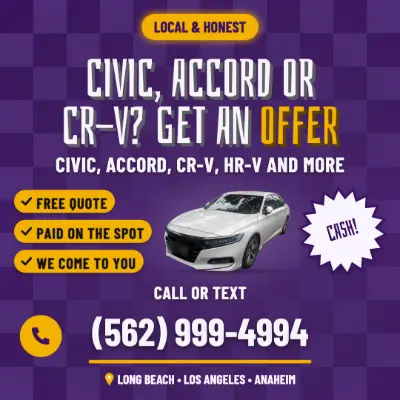 LOCAL & HONEST
CIVIC, ACCORD OR
CR-V? GET AN OFFER
CIVIC, ACCORD, CR-V, HR-V AND MORE
FREE QUOTE
PAID ON THE SPOT
WE COME TO YOU
CASH!
CALL OR TEXT
(562) 999-4994
LONG BEACH • LOS ANGELES • ANAHEIM